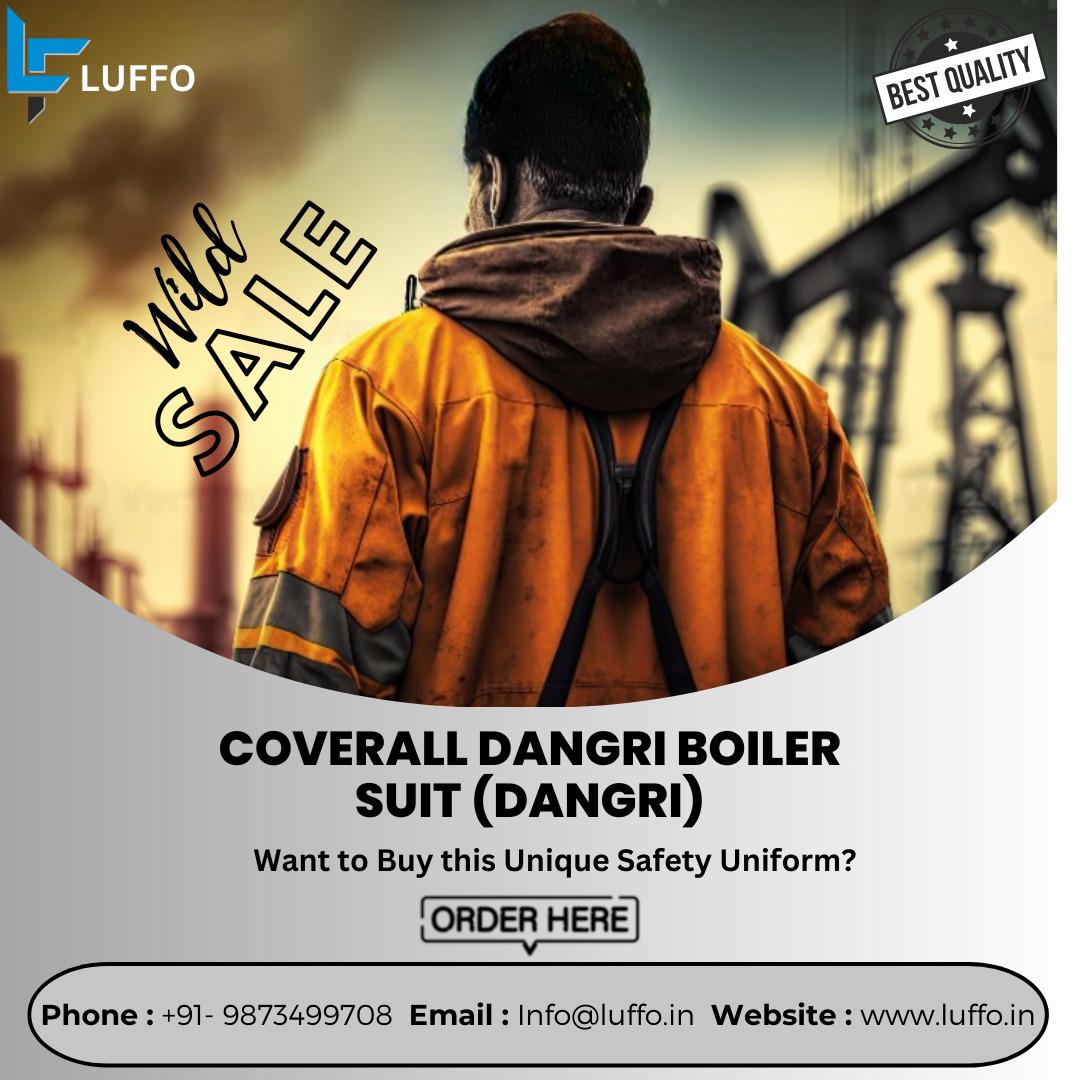 LUFFO
BEST QUALITY
Wild
SALE
COVERALL DANGRI BOILER
SUIT (DANGRI)
Want to Buy this Unique Safety Uniform?
ORDER HERE
Phone : +91- 9873499708 Email : Info@luffo.in Website : www.luffo.in